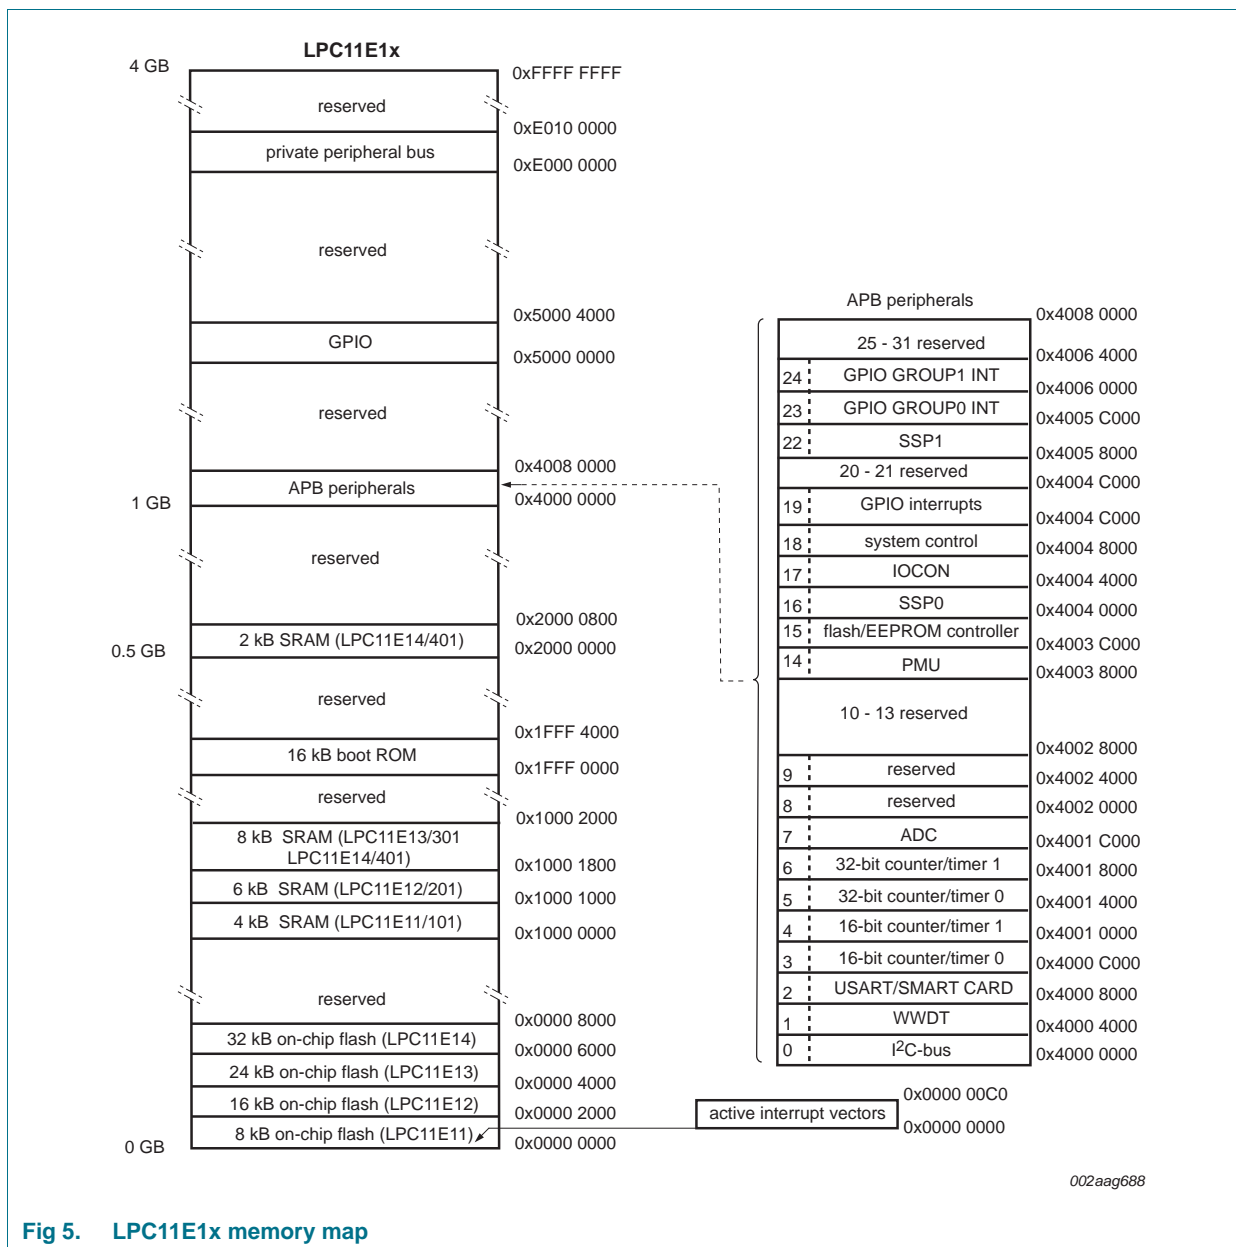 LPC11E1x
4 GB
0xFFFF FFFF
reserved
0xE010 0000
private peripheral bus
0xE000 0000
reserved
0x5000 4000
GPIO
0x5000 0000
reserved
0x4008 0000
APB peripherals
1 GB
0x4000 0000
reserved
0x2000 0800
2 kB SRAM (LPC11E14/401)
0.5 GB
0x2000 0000
reserved
0x1FFF 4000
16 kB boot ROM
0x1FFF 0000
reserved
0x1000 2000
8 kB SRAM (LPC11E13/301
LPC11E14/401)
0x1000 1800
6 kB SRAM (LPC11E12/201)
0x1000 1000
4 kB SRAM (LPC11E11/101)
0x1000 0000
reserved
0x0000 8000
32 kB on-chip flash (LPC11E14)
0x0000 6000
24 kB on-chip flash (LPC11E13)
0x0000 4000
16 kB on-chip flash (LPC11E12)
0x0000 2000
8 kB on-chip flash (LPC11E11)
0 GB
0x0000 0000
APB peripherals
0x4008 0000
25 - 31 reserved
0x4006 4000
24 GPIO GROUP1 INT
0x4006 0000
23 GPIO GROUP0 INT
0x4005 C000
22 SSP1
0x4005 8000
20 - 21 reserved
0x4004 C000
19 GPIO interrupts
0x4004 C000
18 system control
0x4004 8000
17 IOCON
0x4004 4000
16 SSP0
0x4004 0000
15 flash/EEPROM controller
0x4003 C000
14 PMU
0x4003 8000
10 - 13 reserved
0x4002 8000
9 reserved
0x4002 4000
8 reserved
0x4002 0000
7 ADC
0x4001 C000
6 32-bit counter/timer 1
0x4001 8000
5 32-bit counter/timer 0
0x4001 4000
4 16-bit counter/timer 1
0x4001 0000
3 16-bit counter/timer 0
0x4000 C000
2 USART/SMART CARD
0x4000 8000
1 WWDT
0x4000 4000
0 I2C-bus
0x4000 0000
0x0000 00C0
active interrupt vectors
0x0000 0000
002aag688
Fig 5. LPC11E1x memory map